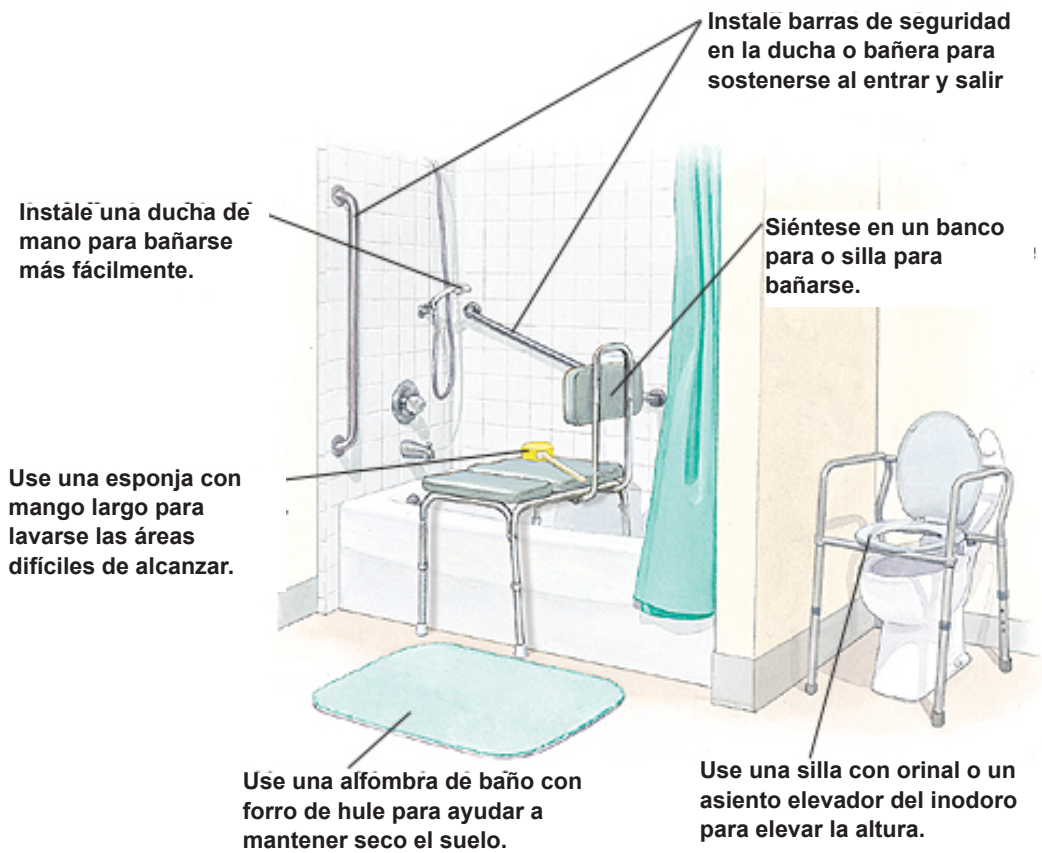 Instale barras de seguridad
en la ducha o bañera para
sostenerse al entrar y salir
Instale una ducha de
mano para bañarse
más fácilmente.
Siéntese en un banco
para o silla para
bañarse.
Use una esponja con
mango largo para
lavarse las áreas
difíciles de alcanzar.
Use una alfombra de baño con
forro de hule para ayudar a
mantener seco el suelo.
Use una silla con orinal o un
asiento elevador del inodoro
para elevar la altura.